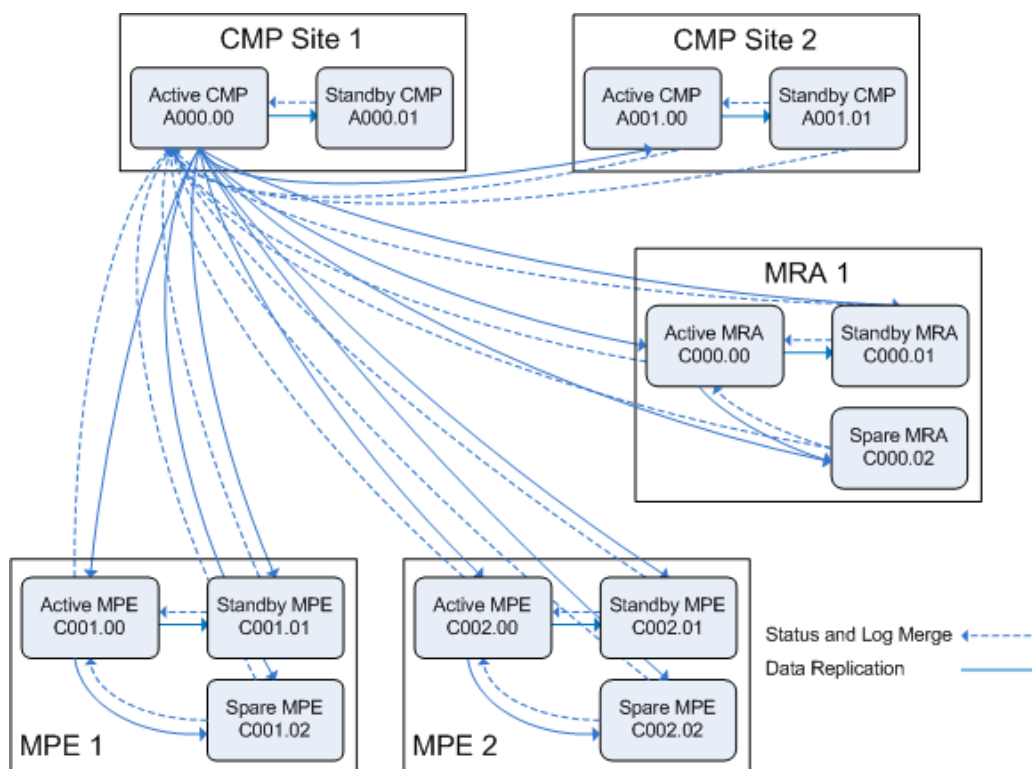 CMP Site 1
Active CMP
A000.00
Standby CMP
A000.01
CMP Site 2
Active CMP
A001.00
Standby CMP
A001.01
MRA 1
Active MRA
C000.00
Standby MRA
C000.01
Spare MRA
C000.02
Active MPE
C001.00
Standby MPE
C001.01
Spare MPE
C001.02
MPE 1
Active MPE
C002.00
Standby MPE
C002.01
Spare MPE
C002.02
MPE 2
Status and Log Merge
Data Replication